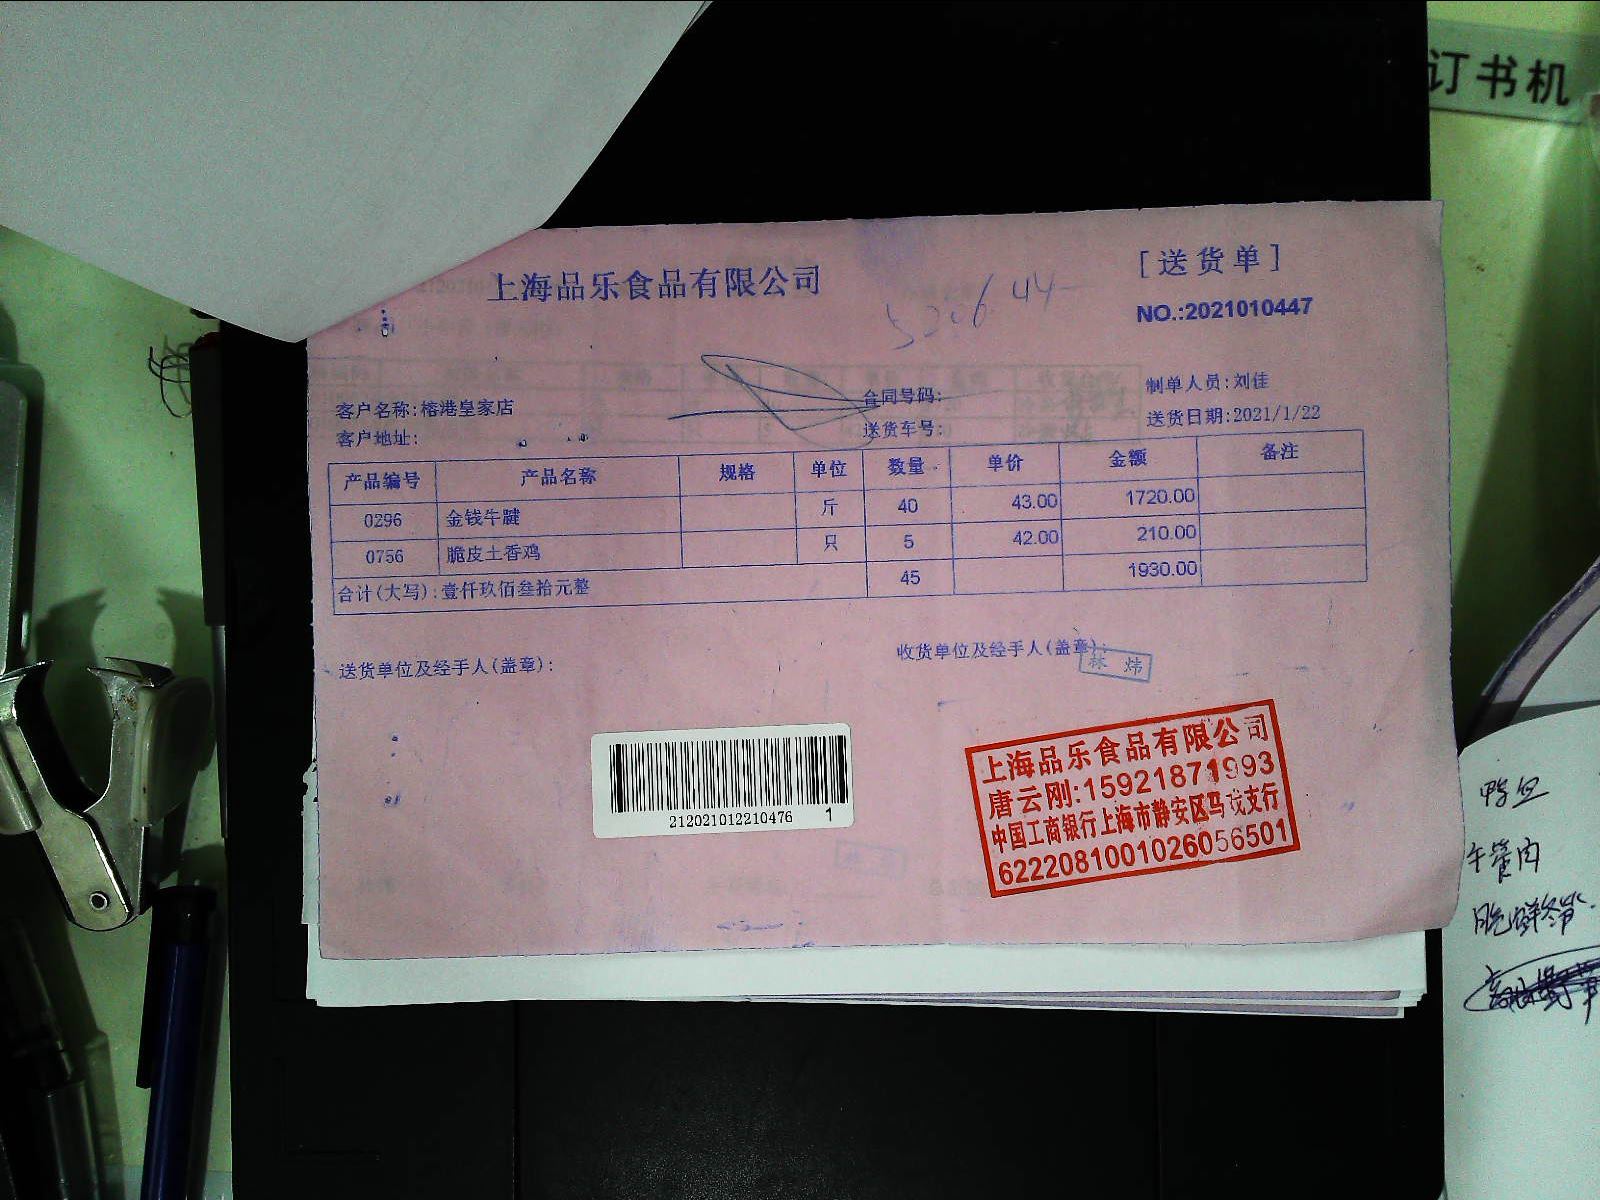 订书机
上海品乐食品有限公司
[送货单]
NO.:2021010447
制单人员:刘佳
客户名称:榕港皇家店
合同号码:
送货日期:2021/1/22
客户地址:
送货车号:
产品编号 产品名称 规格 单位 数量 单价 金额 备注
0296 金钱牛腱 斤 40 43.00 1720.00
0756 脆皮土香鸡 只 5 42.00 210.00
合计(大写):壹仟玖佰叁拾元整 45 1930.00
送货单位及经手人(盖章):
收货单位及经手人(盖章):
林炜
212021012210476 1
上海品乐食品有限公司
唐云刚:15921871993
中国工商银行上海市静安区马戏支行
6222081001026056501
午餐肉